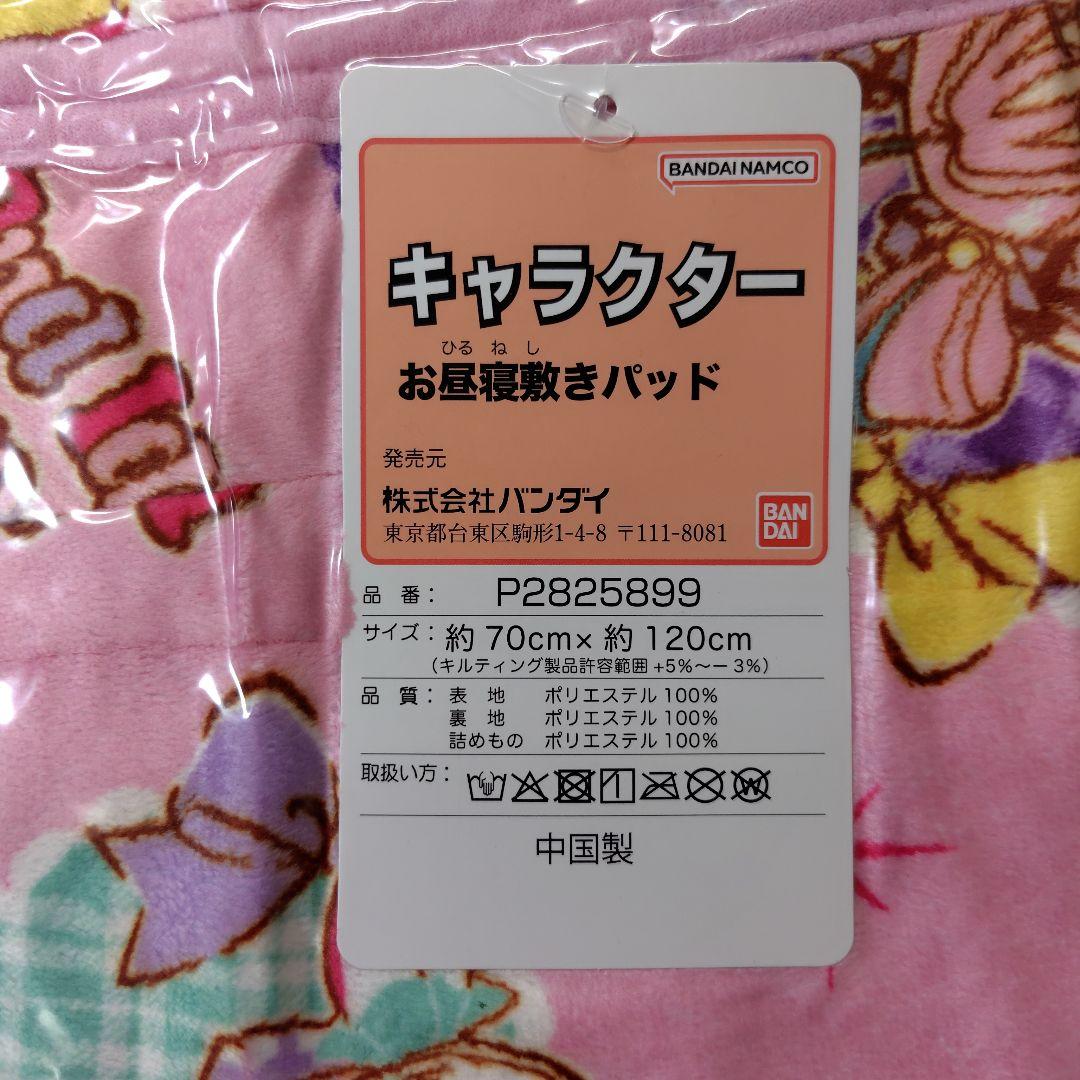 BANDAI NAMCO
キャラクター
ひるねし
お昼寝敷きパッド
発売元
株式会社バンダイ
東京都台東区駒形1-4-8 〒111-8081
BAN
DAI
品 番： P2825899
サイズ：約70cm×約120cm
（キルティング製品許容範囲 +5%〜−3%）
品 質：表 地 ポリエステル100%
裏 地 ポリエステル100%
詰めもの ポリエステル100%
取扱い方：
中国製